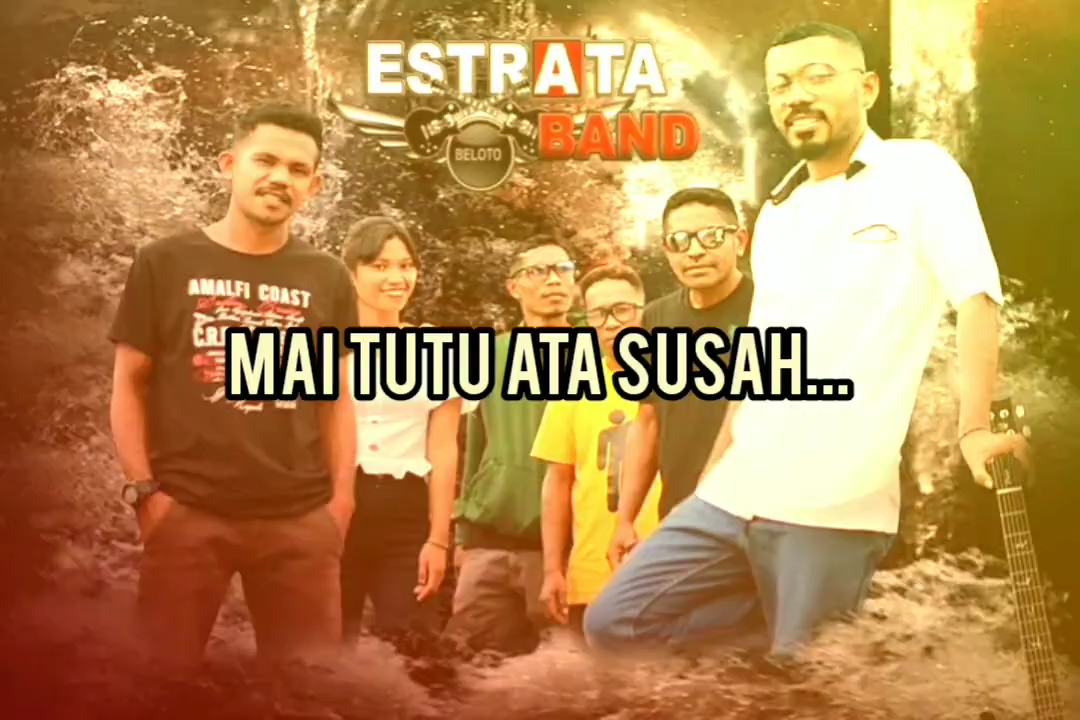 ESTRATA
BAND
BELOTO
AMALFI COAST
MAI TUTU ATA SUSAH...